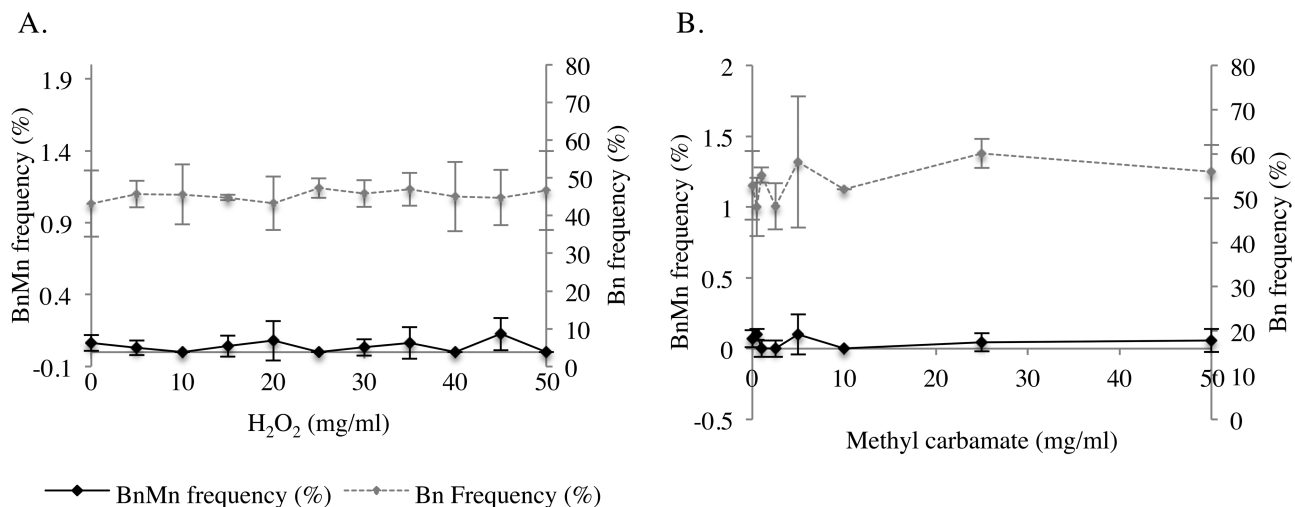 A.
BnMn frequency (%)
1.9
1.4
0.9
0.4
-0.1
80
70
60
50
40
30
20
10
0
Bn frequency (%)
0 10 20 30 40 50
H₂O₂ (mg/ml)
B.
BnMn frequency (%)
2
1.5
1
0.5
0
-0.5
80
70
60
50
40
30
20
10
0
Bn frequency (%)
0 10 20 30 40 50
Methyl carbamate (mg/ml)
BnMn frequency (%) Bn Frequency (%)